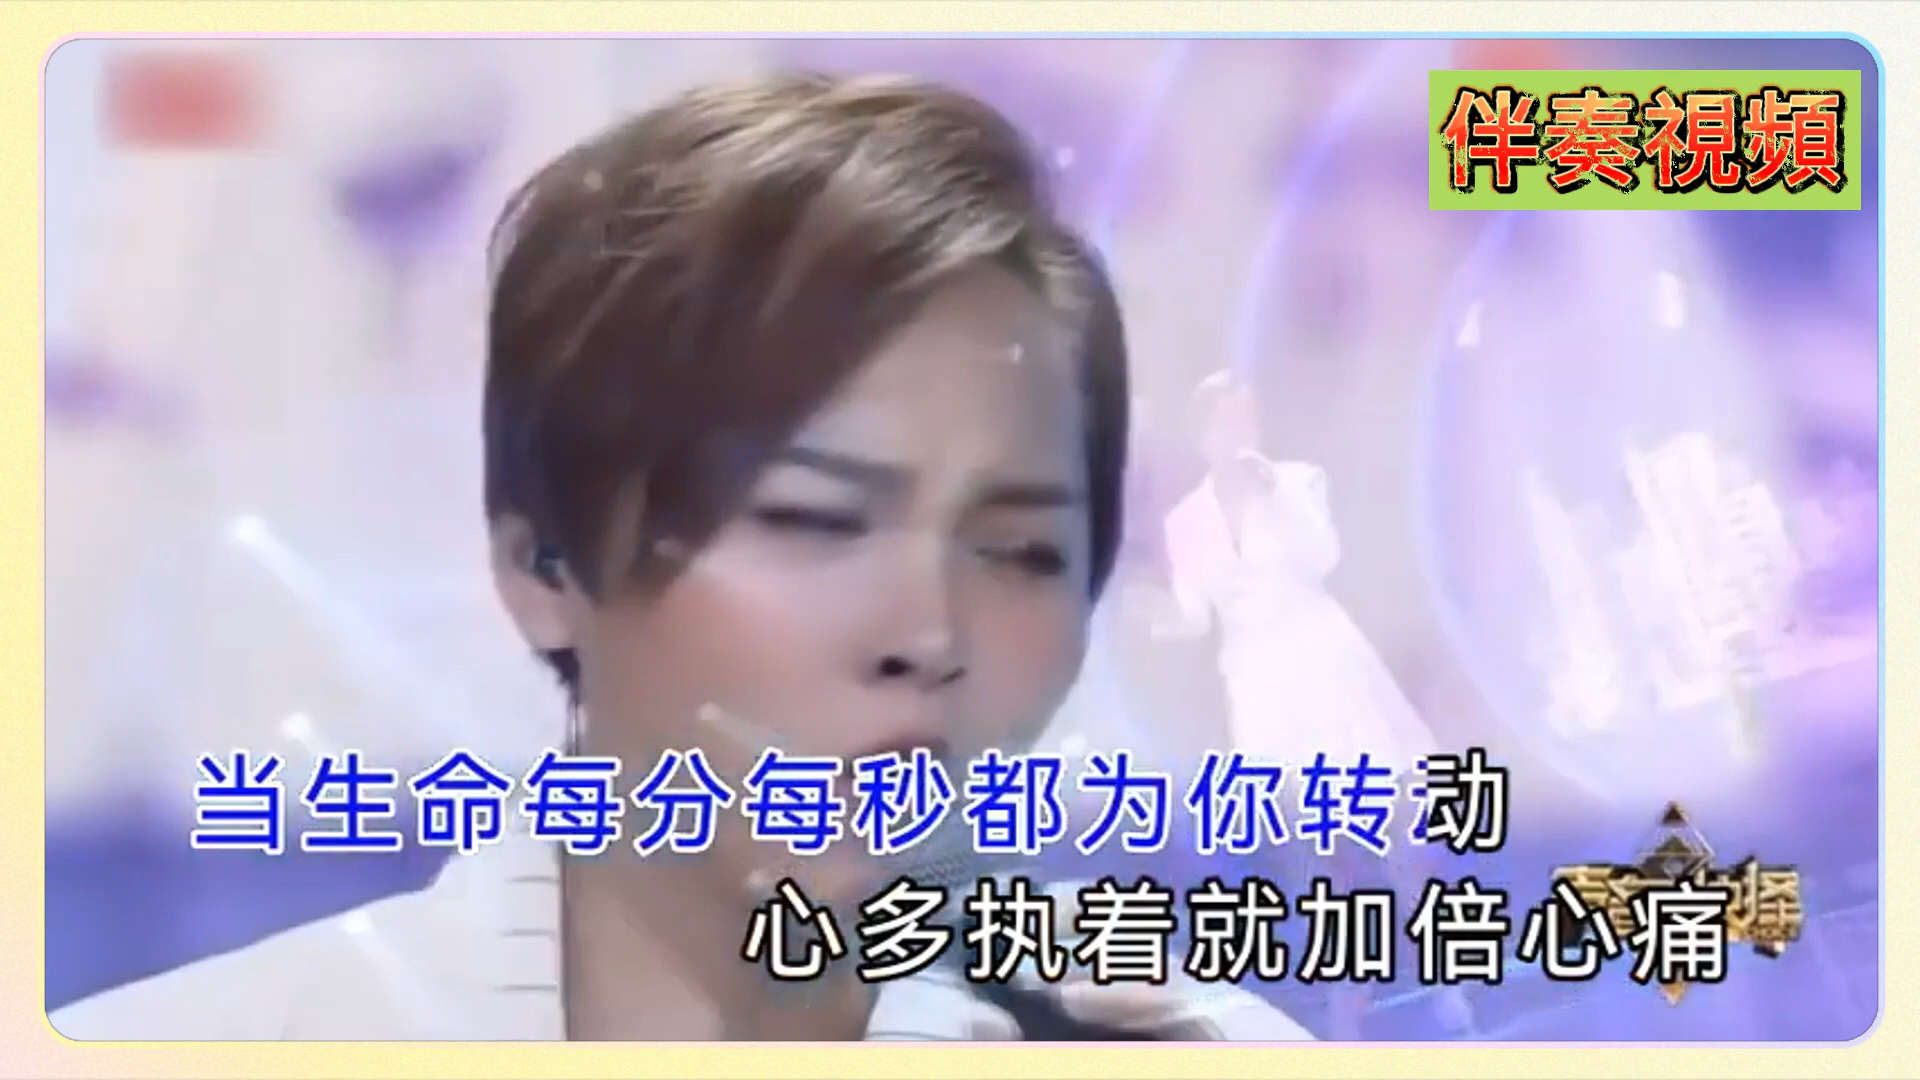 伴奏視頻
当生命每分每秒都为你转动
心多执着就加倍心痛